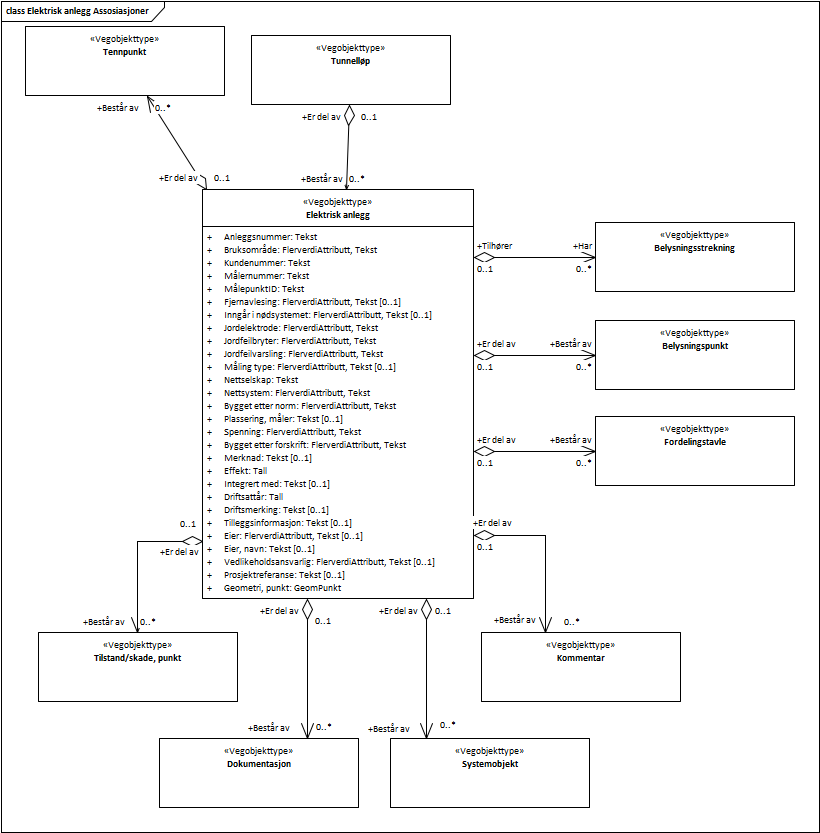 class Elektrisk anlegg Assosiasjoner
«Vegobjekttype»
Tennpunkt
«Vegobjekttype»
Tunnelløp
+Består av
0..*
+Er del av
0..1
+Er del av
0..1
+Består av
0..*
«Vegobjekttype»
Elektrisk anlegg
+ Anleggsnummer: Tekst
+ Bruksområde: FlerverdiAttributt, Tekst
+ Kundenummer: Tekst
+ Målernummer: Tekst
+ MålepunktID: Tekst
+ Fjernavlesing: FlerverdiAttributt, Tekst [0..1]
+ Inngår i nødsystemet: FlerverdiAttributt, Tekst [0..1]
+ Jordelektrode: FlerverdiAttributt, Tekst
+ Jordfeilbryter: FlerverdiAttributt, Tekst
+ Jordfeilvarsling: FlerverdiAttributt, Tekst
+ Måling type: FlerverdiAttributt, Tekst [0..1]
+ Nettselskap: Tekst
+ Nettsystem: FlerverdiAttributt, Tekst
+ Bygget etter norm: FlerverdiAttributt, Tekst
+ Plassering, måler: Tekst [0..1]
+ Spenning: FlerverdiAttributt, Tekst
+ Bygget etter forskrift: FlerverdiAttributt, Tekst
+ Merknad: Tekst [0..1]
+ Effekt: Tall
+ Integrert med: Tekst [0..1]
+ Driftsattår: Tall
+ Driftsmerking: Tekst [0..1]
+ Tilleggsinformasjon: Tekst [0..1]
+ Eier: FlerverdiAttributt, Tekst [0..1]
+ Eier, navn: Tekst [0..1]
+ Vedlikeholdsansvarlig: FlerverdiAttributt, Tekst [0..1]
+ Prosjektreferanse: Tekst [0..1]
+ Geometri, punkt: GeomPunkt
+Tilhører
0..1
+Har
0..*
«Vegobjekttype»
Belysningsstrekning
+Er del av
0..1
+Består av
0..*
«Vegobjekttype»
Belysningspunkt
+Er del av
0..1
+Består av
0..*
«Vegobjekttype»
Fordelingstavle
0..1
+Er del av
+Består av
0..*
«Vegobjekttype»
Tilstand/skade, punkt
+Er del av
0..1
+Består av
0..*
«Vegobjekttype»
Kommentar
+Er del av
0..1
+Består av
0..*
«Vegobjekttype»
Dokumentasjon
+Er del av
0..1
+Består av
0..*
«Vegobjekttype»
Systemobjekt